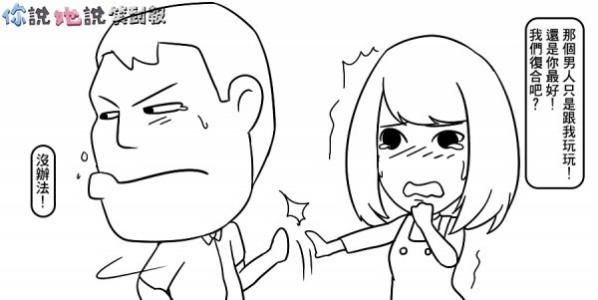 你說她說笑到報
那個男人只是跟我玩玩！
還是你最好！
我們復合吧？
沒辦法！